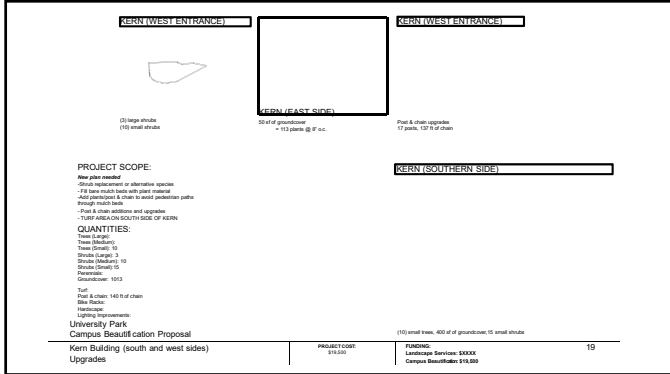 KERN (WEST ENTRANCE)
(3) large shrubs
(10) small shrubs
KERN (EAST SIDE)
50 sf of groundcover
= 113 plants @ 8" o.c.
KERN (WEST ENTRANCE)
Post & chain upgrades
17 posts, 137 ft of chain
PROJECT SCOPE:
New plan needed
-Shrub replacement or alternative species
- Fill bare mulch beds with plant material
-Add plants/post & chain to avoid pedestrian paths
through mulch beds
- Post & chain additions and upgrades
- TURF AREA ON SOUTH SIDE OF KERN
QUANTITIES:
Trees (Large):
Trees (Medium):
Trees (Small): 10
Shrubs (Large): 3
Shrubs (Medium): 10
Shrubs (Small):15
Perennials:
Groundcover: 1013
Turf:
Post & chain: 140 ft of chain
Bike Racks:
Hardscape:
Lighting Improvements:
KERN (SOUTHERN SIDE)
(10) small trees, 400 sf of groundcover,15 small shrubs
University Park
Campus Beautification Proposal
Kern Building (south and west sides)
Upgrades
PROJECT COST:
$19,500
FUNDING:
Landscape Services: $XXXX
Campus Beautification: $19,500
19